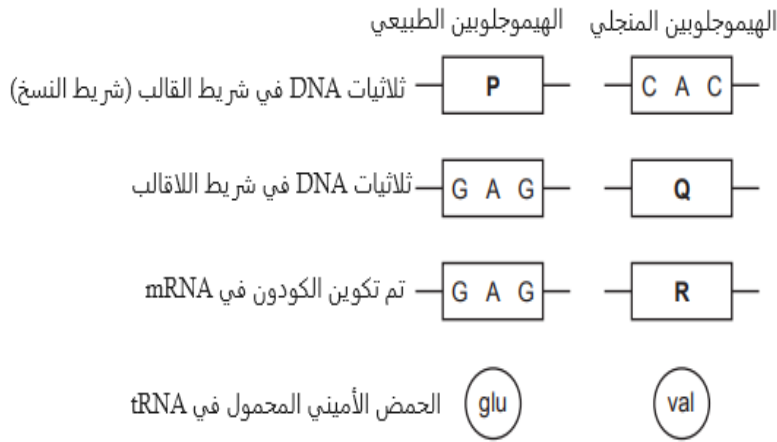 الهيموجلوبين الطبيعي الهيموجلوبين المنجلي
ثلاثيات DNA في شريط القالب (شريط النسخ) P C A C
ثلاثيات DNA في شريط اللاقالب G A G Q
تم تكوين الكودون في mRNA G A G R
الحمض الأميني المحمول في tRNA glu val